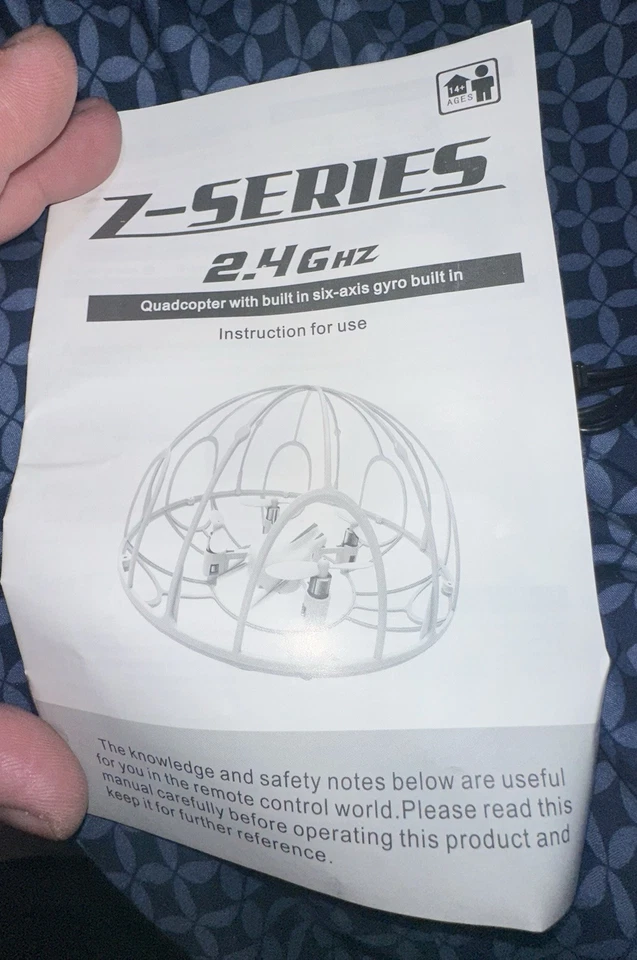 14+
AGES
Z-SERIES
2.4GHZ
Quadcopter with built in six-axis gyro built in
Instruction for use
The knowledge and safety notes below are useful
for you in the remote control world.Please read this
manual carefully before operating this product and
keep it for further reference.